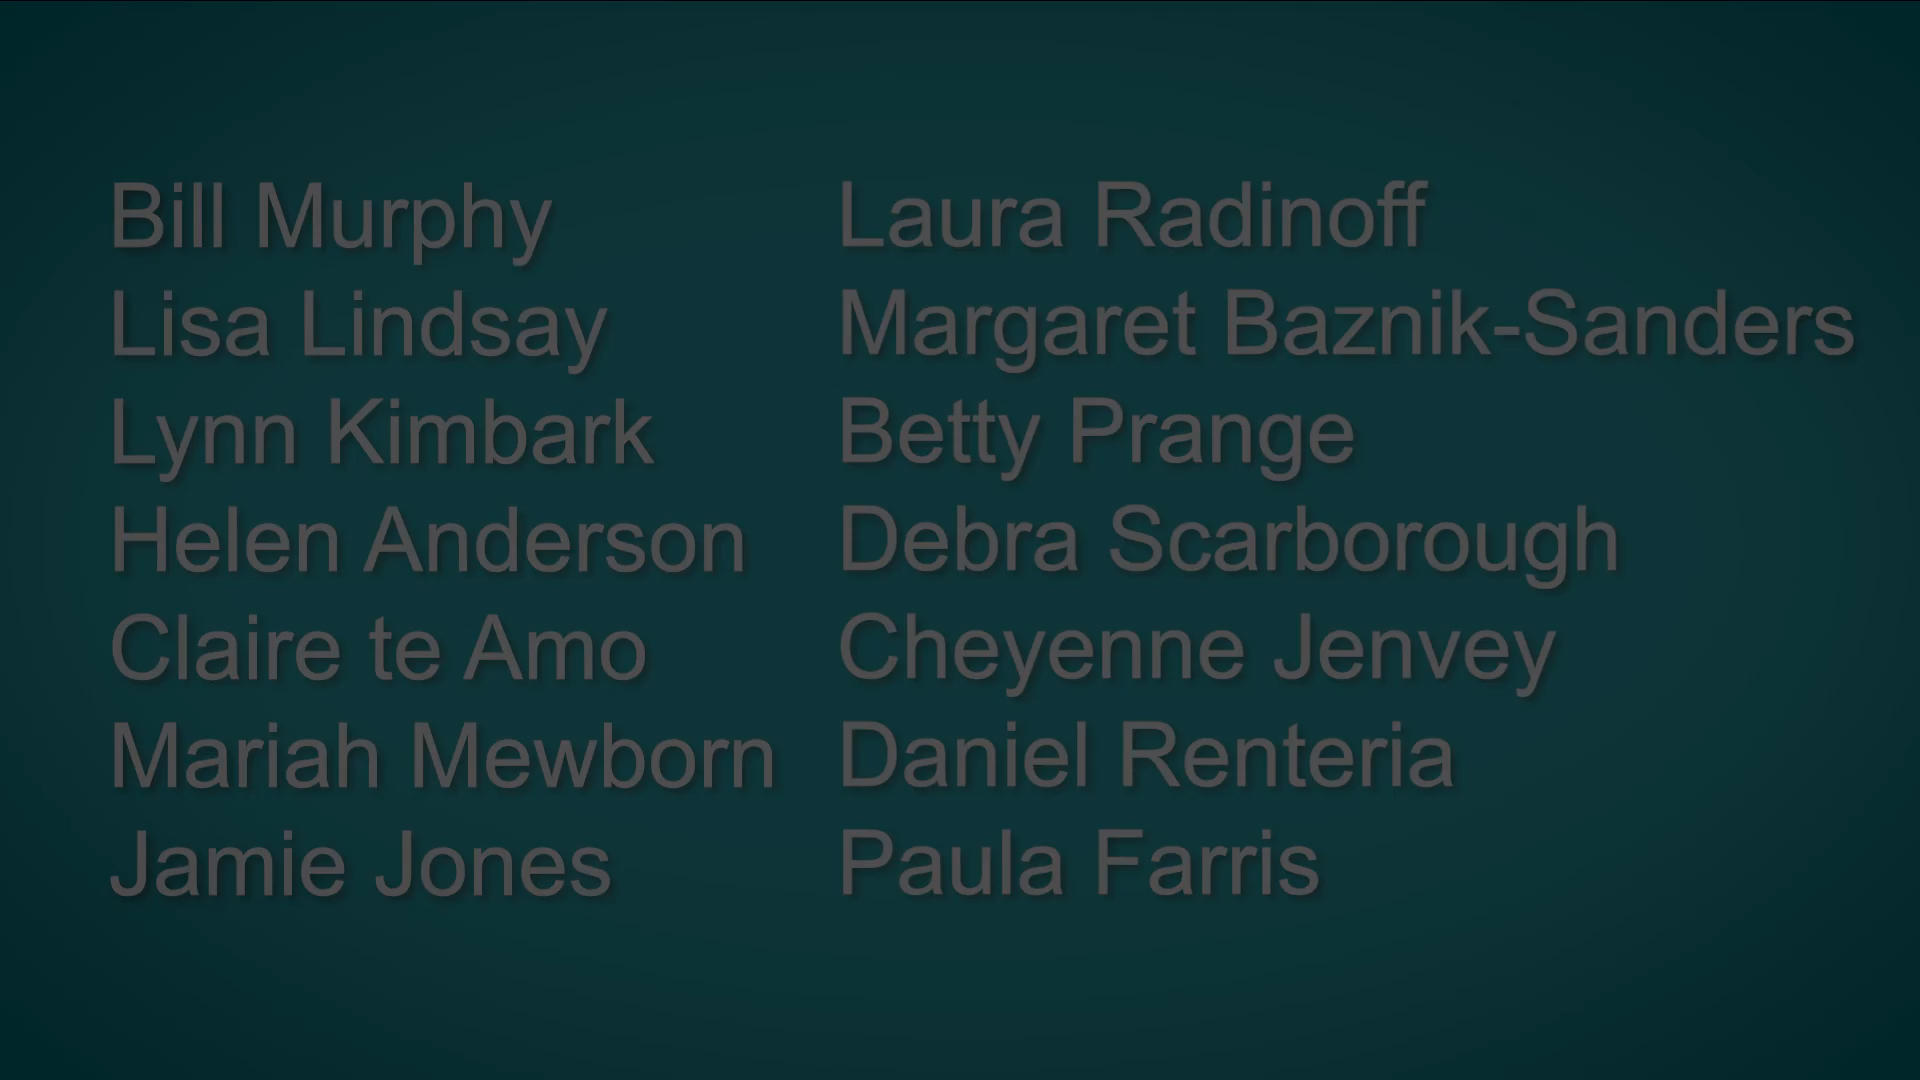 Bill Murphy
Lisa Lindsay
Lynn Kimbark
Helen Anderson
Claire te Amo
Mariah Mewborn
Jamie Jones
Laura Radinoff
Margaret Baznik-Sanders
Betty Prange
Debra Scarborough
Cheyenne Jenvey
Daniel Renteria
Paula Farris